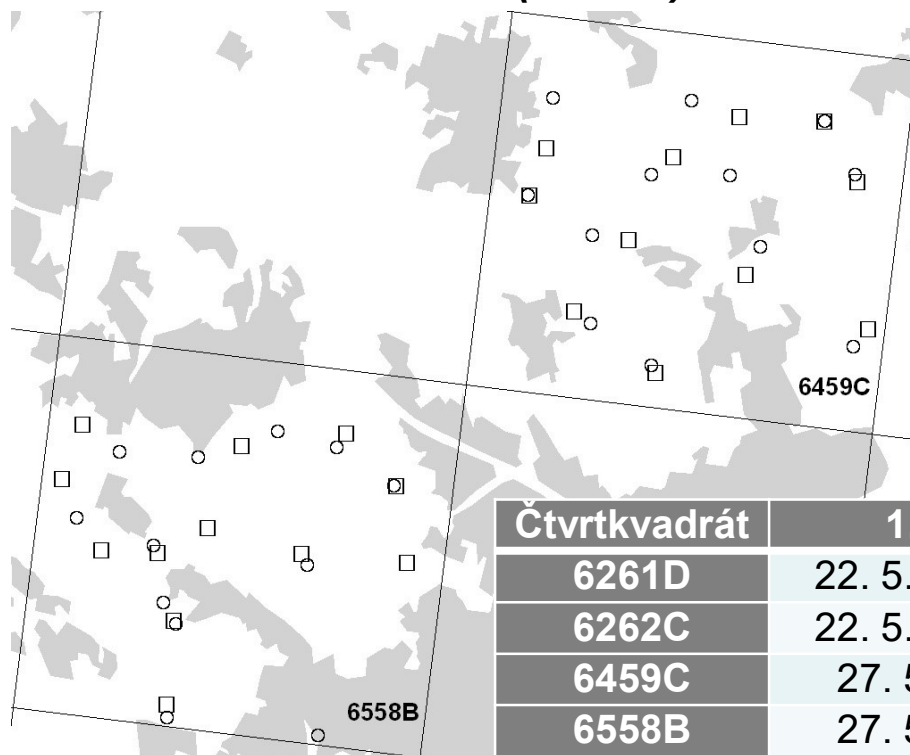 6459C
6558B
Čtvrtkvadrát 1
6261D 22. 5.
6262C 22. 5.
6459C 27. 5
6558B 27. 5